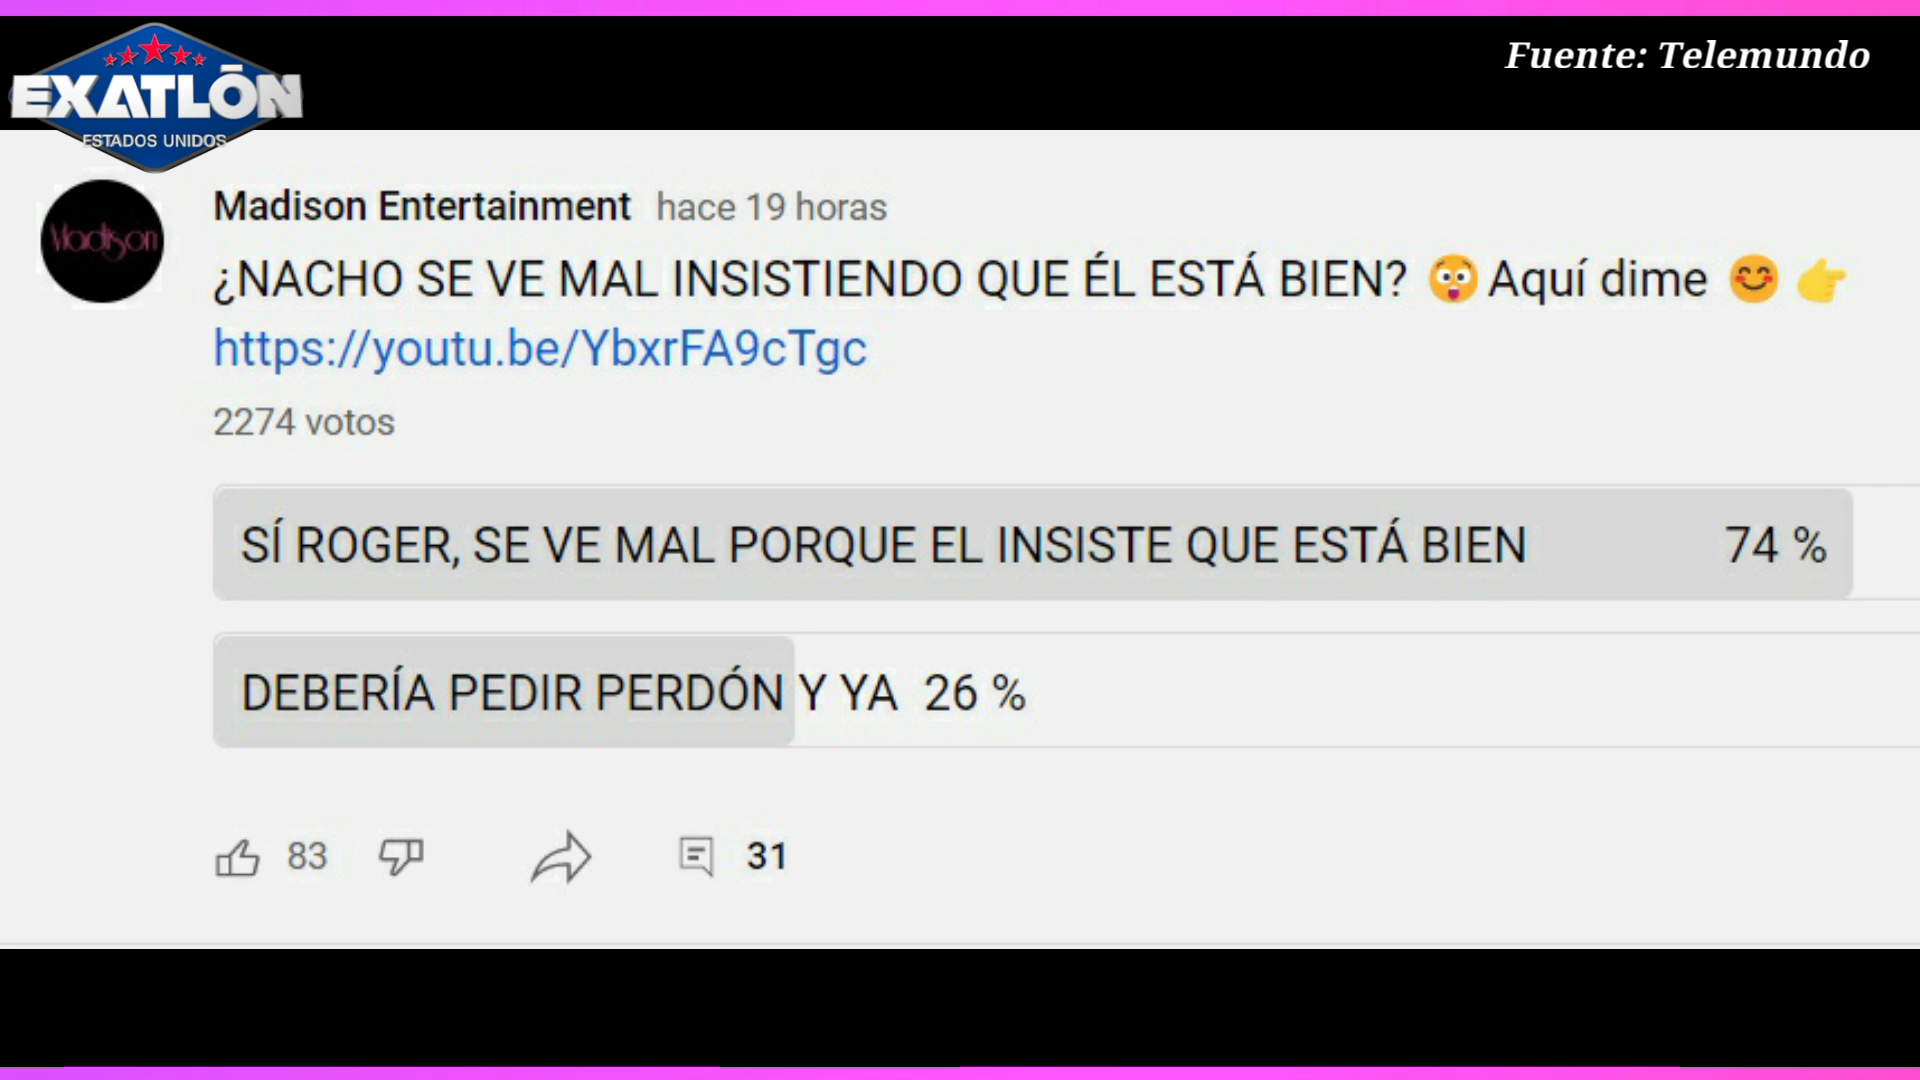 EXATLÓN
ESTADOS UNIDOS
Fuente: Telemundo
Madison
Madison Entertainment hace 19 horas
¿NACHO SE VE MAL INSISTIENDO QUE ÉL ESTÁ BIEN? 😲 Aquí dime 😊 👉
https://youtu.be/YbxrFA9cTgc
2274 votos
SÍ ROGER, SE VE MAL PORQUE EL INSISTE QUE ESTÁ BIEN 74 %
DEBERÍA PEDIR PERDÓN Y YA 26 %
83 31